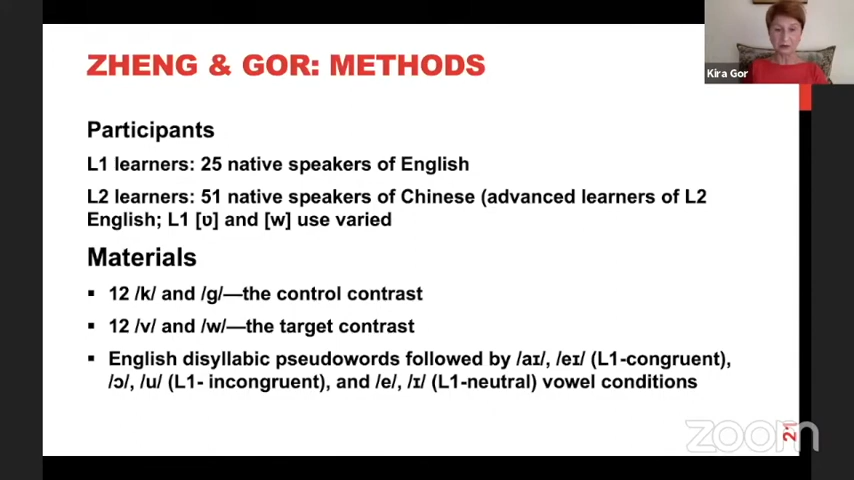 ZHENG & GOR: METHODS
Kira Gor
Participants
L1 learners: 25 native speakers of English
L2 learners: 51 native speakers of Chinese (advanced learners of L2
English; L1 [ʋ] and [w] use varied
Materials
▪ 12 /k/ and /g/—the control contrast
▪ 12 /v/ and /w/—the target contrast
▪ English disyllabic pseudowords followed by /aɪ/, /eɪ/ (L1-congruent),
/ɔ/, /u/ (L1- incongruent), and /e/, /ɪ/ (L1-neutral) vowel conditions
zoom